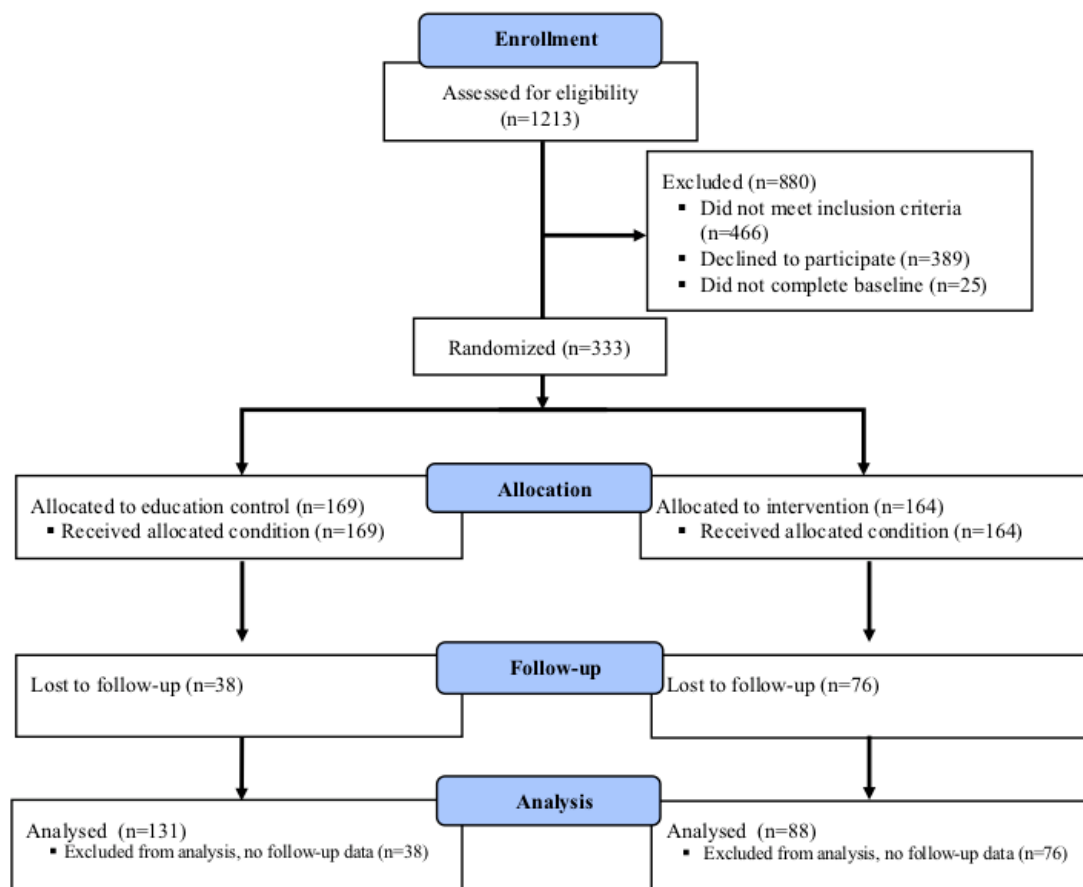 Enrollment
Assessed for eligibility
(n=1213)
Excluded (n=880)
▪ Did not meet inclusion criteria
(n=466)
▪ Declined to participate (n=389)
▪ Did not complete baseline (n=25)
Randomized (n=333)
Allocation
Allocated to education control (n=169)
▪ Received allocated condition (n=169)
Allocated to intervention (n=164)
▪ Received allocated condition (n=164)
Follow-up
Lost to follow-up (n=38)
Lost to follow-up (n=76)
Analysis
Analysed (n=131)
▪ Excluded from analysis, no follow-up data (n=38)
Analysed (n=88)
▪ Excluded from analysis, no follow-up data (n=76)